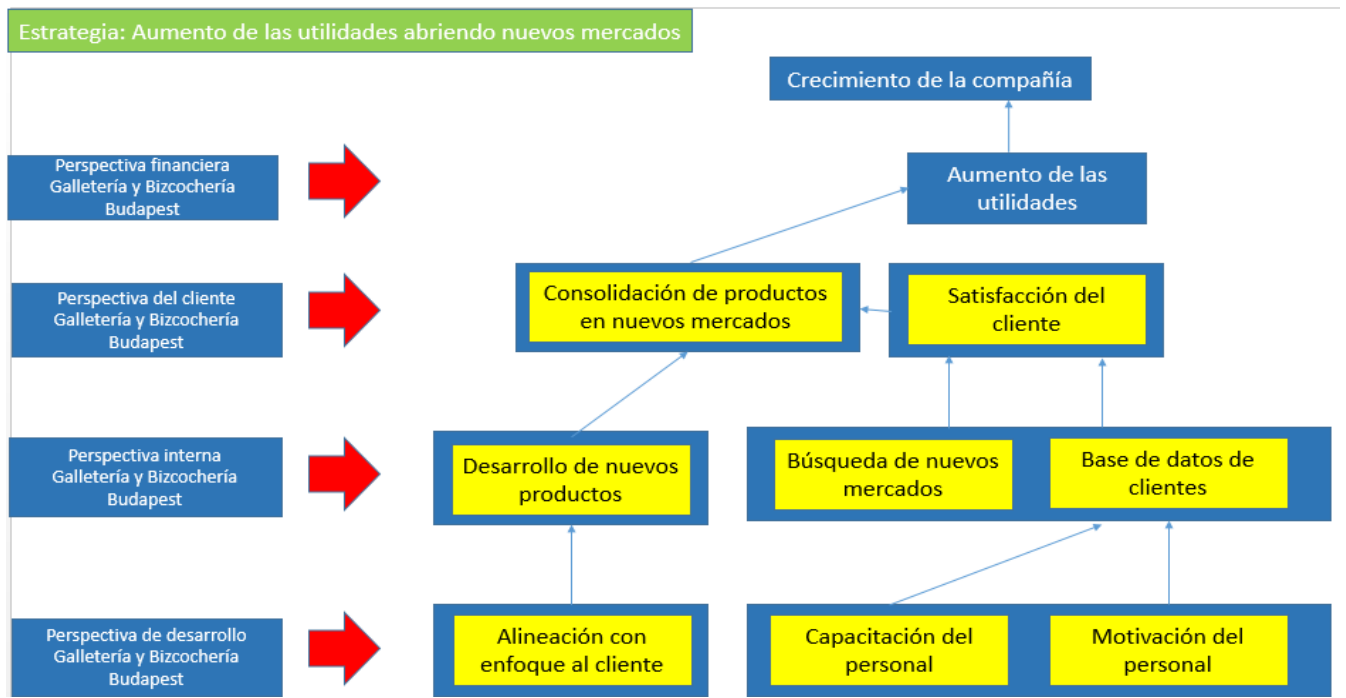 Estrategia: Aumento de las utilidades abriendo nuevos mercados
Crecimiento de la compañía
Perspectiva financiera
Galletería y Bizcochería
Budapest
Aumento de las
utilidades
Perspectiva del cliente
Galletería y Bizcochería
Budapest
Consolidación de productos
en nuevos mercados
Satisfacción del
cliente
Perspectiva interna
Galletería y Bizcochería
Budapest
Desarrollo de nuevos
productos
Búsqueda de nuevos
mercados
Base de datos de
clientes
Perspectiva de desarrollo
Galletería y Bizcochería
Budapest
Alineación con
enfoque al cliente
Capacitación del
personal
Motivación del
personal